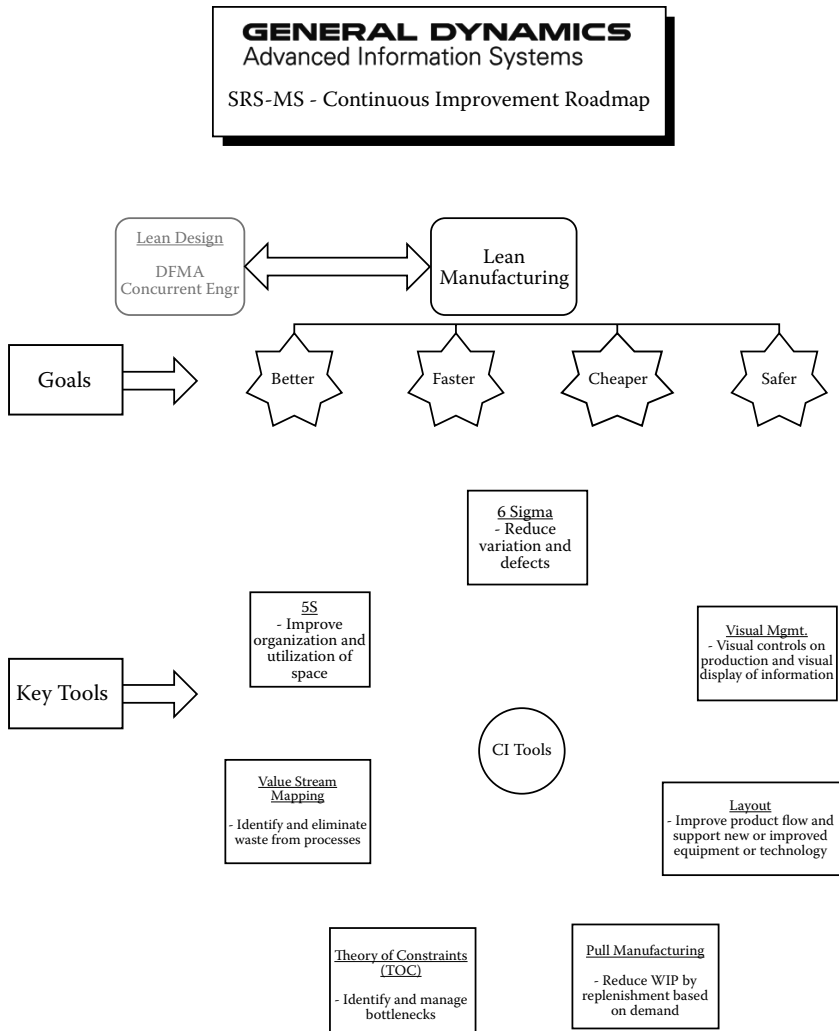 GENERAL DYNAMICS
Advanced Information Systems
SRS-MS - Continuous Improvement Roadmap
Lean Design
DFMA
Concurrent Engr
Lean
Manufacturing
Goals
Better
Faster
Cheaper
Safer
6 Sigma
- Reduce
variation and
defects
5S
- Improve
organization and
utilization of
space
Visual Mgmt.
- Visual controls on
production and visual
display of information
Key Tools
CI Tools
Value Stream
Mapping
- Identify and eliminate
waste from processes
Layout
- Improve product flow and
support new or improved
equipment or technology
Theory of Constraints
(TOC)
- Identify and manage
bottlenecks
Pull Manufacturing
- Reduce WIP by
replenishment based
on demand